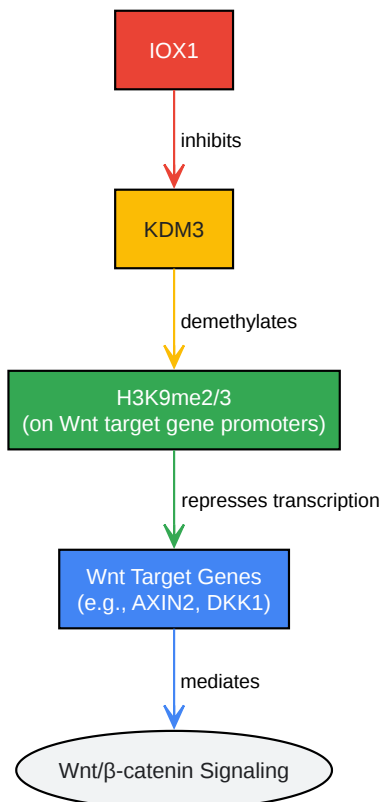 IOX1
inhibits
KDM3
demethylates
H3K9me2/3
(on Wnt target gene promoters)
represses transcription
Wnt Target Genes
(e.g., AXIN2, DKK1)
mediates
Wnt/β-catenin Signaling